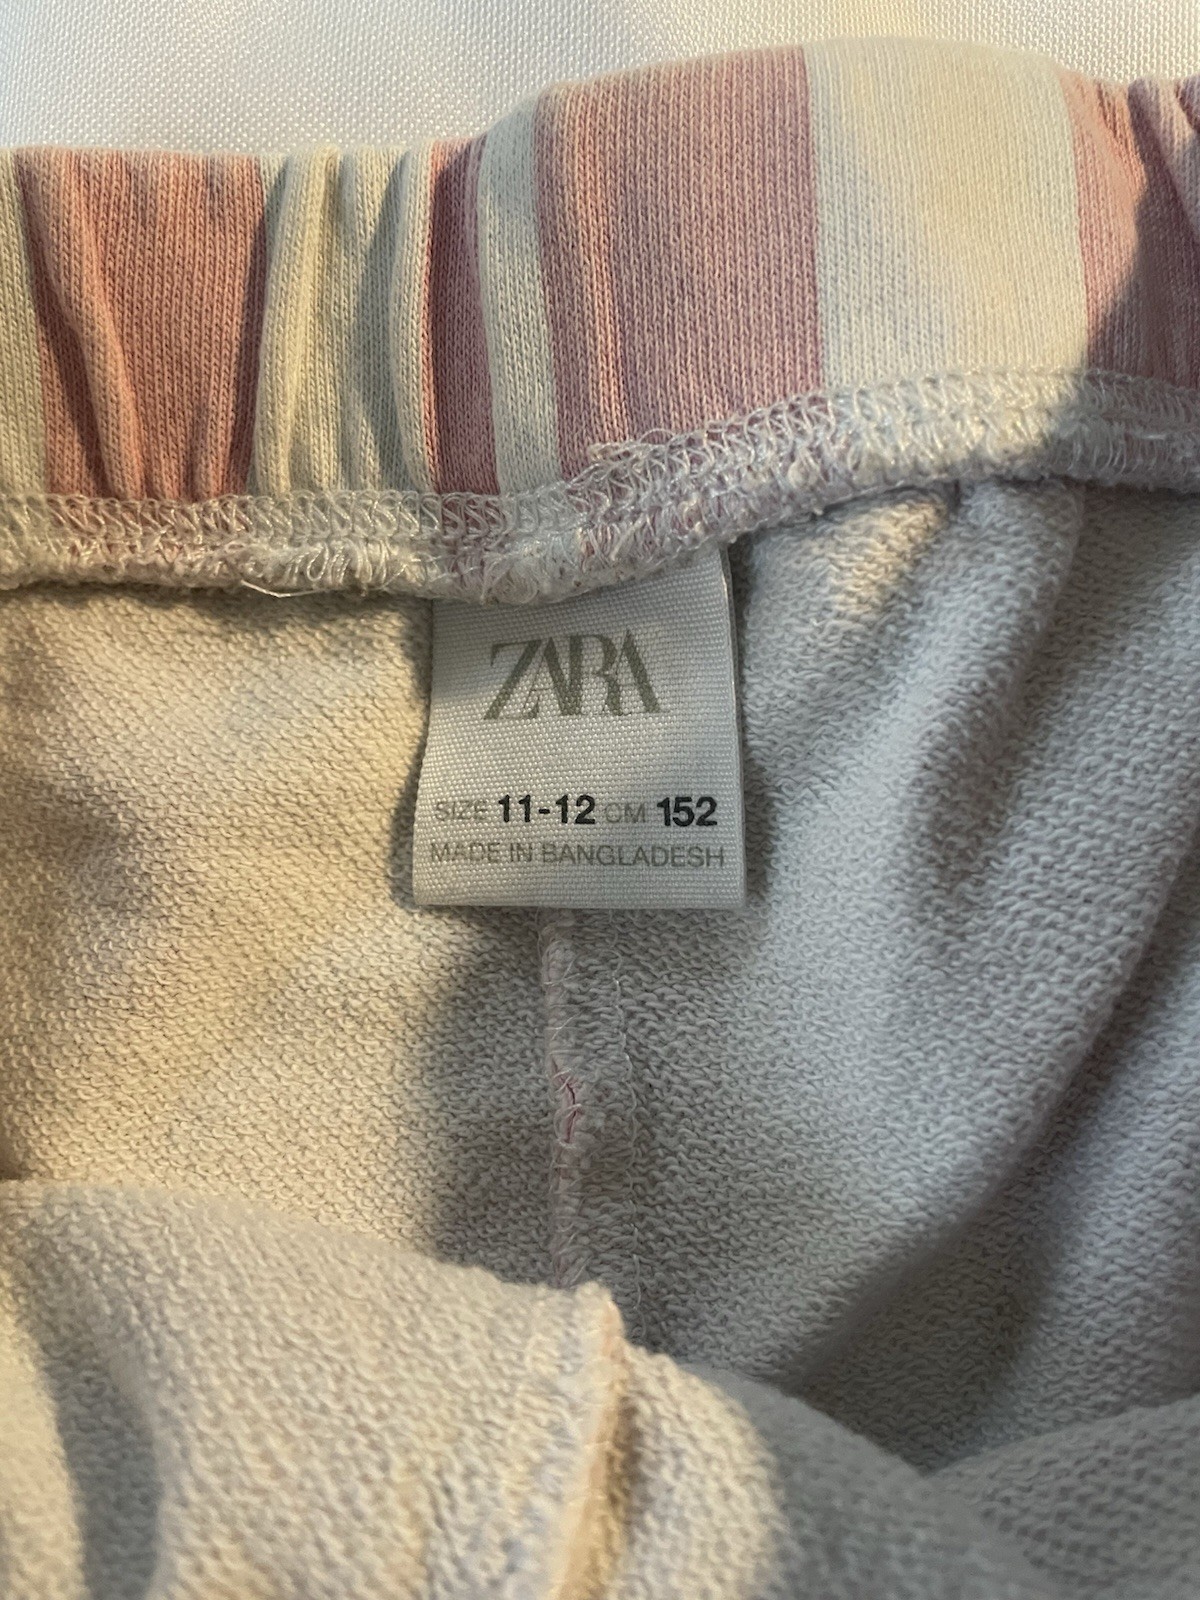 ZARA
SIZE 11-12 CM 152
MADE IN BANGLADESH